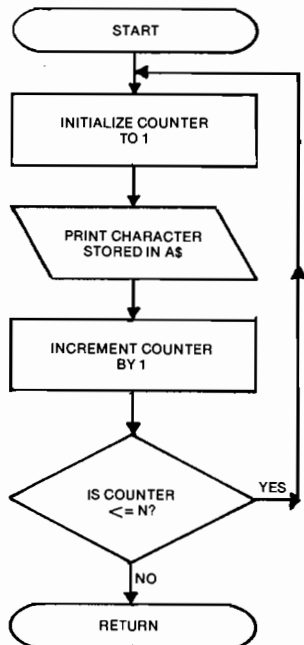 START
INITIALIZE COUNTER
TO 1
PRINT CHARACTER
STORED IN A$
INCREMENT COUNTER
BY 1
IS COUNTER
<= N?
YES
NO
RETURN